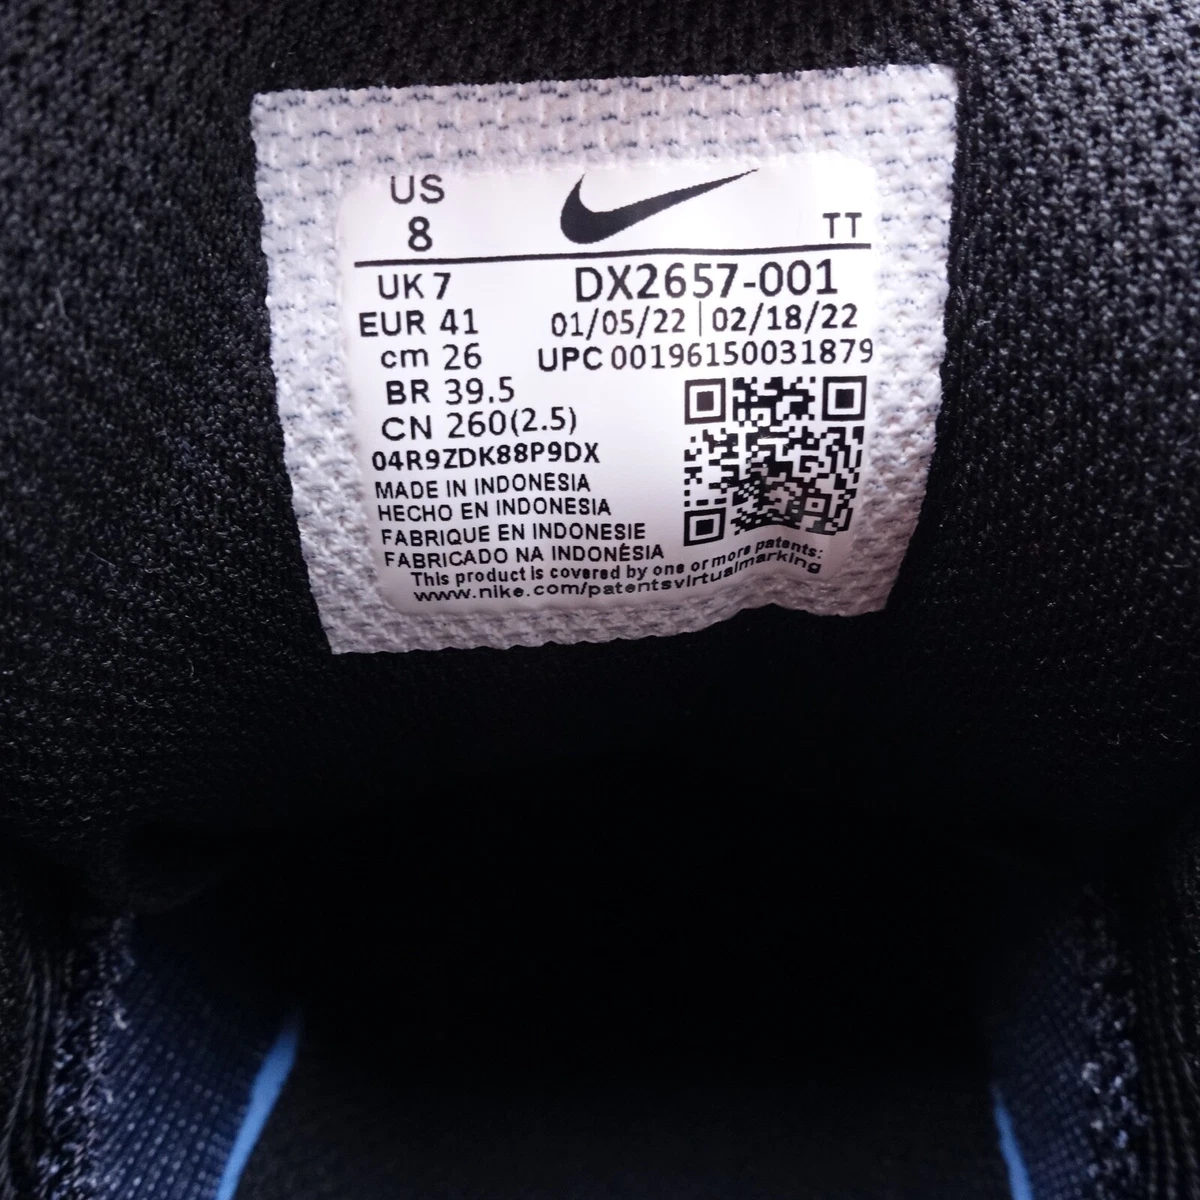 US
8
TT
UK 7
DX2657-001
EUR 41
01/05/22 | 02/18/22
cm 26
UPC 00196150031879
BR 39.5
CN 260(2.5)
04R9ZDK88P9DX
MADE IN INDONESIA
HECHO EN INDONESIA
FABRIQUE EN INDONESIE
FABRICADO NA INDONÉSIA
This product is covered by one or more patents:
www.nike.com/patentsvirtualmarking